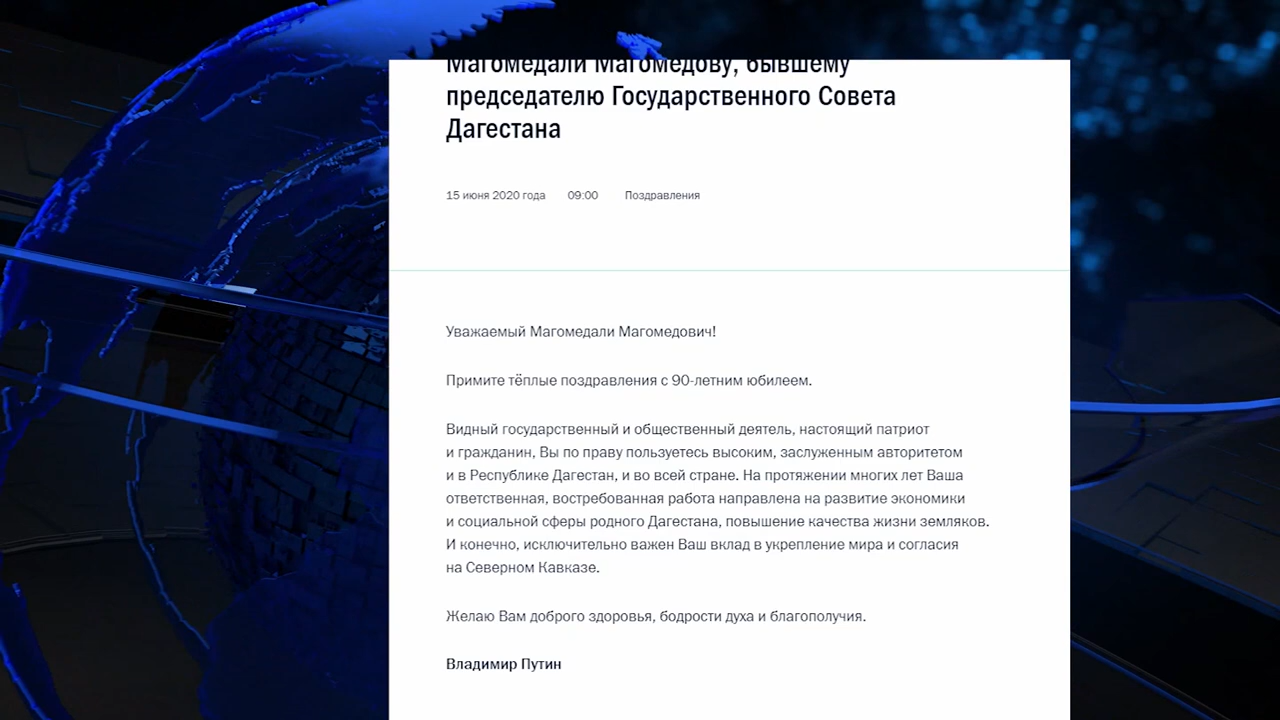 Магомедали Магомедову, бывшему
председателю Государственного Совета
Дагестана
15 июня 2020 года 09:00 Поздравления
Уважаемый Магомедали Магомедович!
Примите тёплые поздравления с 90-летним юбилеем.
Видный государственный и общественный деятель, настоящий патриот
и гражданин, Вы по праву пользуетесь высоким, заслуженным авторитетом
и в Республике Дагестан, и во всей стране. На протяжении многих лет Ваша
ответственная, востребованная работа направлена на развитие экономики
и социальной сферы родного Дагестана, повышение качества жизни земляков.
И конечно, исключительно важен Ваш вклад в укрепление мира и согласия
на Северном Кавказе.
Желаю Вам доброго здоровья, бодрости духа и благополучия.
Владимир Путин